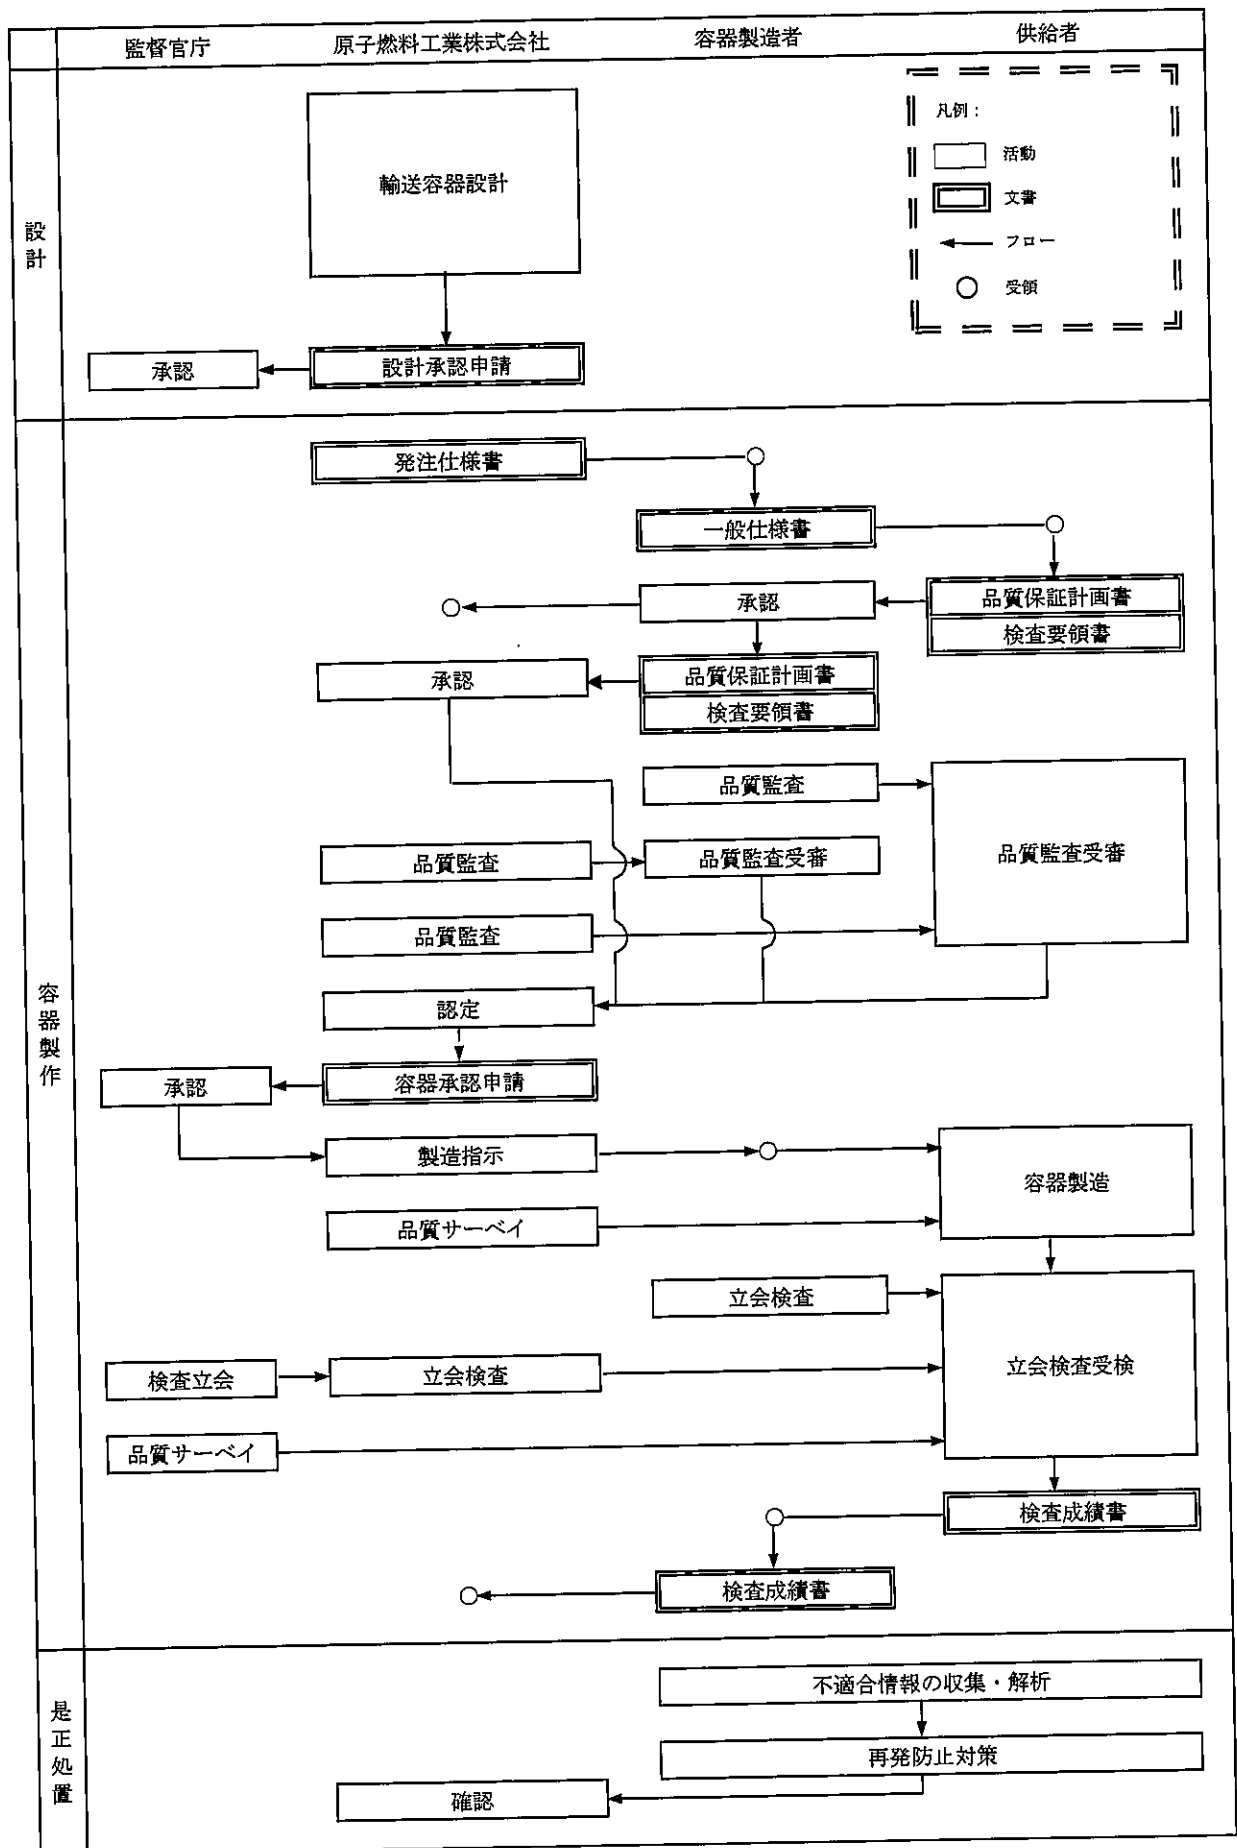 監督官庁
原子燃料工業株式会社
容器製造者
供給者
設計
凡例：
活動
文書
フロー
受領
輸送容器設計
承認
設計承認申請
容器製作
発注仕様書
一般仕様書
承認
品質保証計画書
検査要領書
承認
品質保証計画書
検査要領書
品質監査
品質監査受審
品質監査
品質監査受審
品質監査
認定
承認
容器承認申請
製造指示
容器製造
品質サーベイ
立会検査
立会検査受検
検査立会
立会検査
品質サーベイ
検査成績書
検査成績書
是正処置
不適合情報の収集・解析
再発防止対策
確認